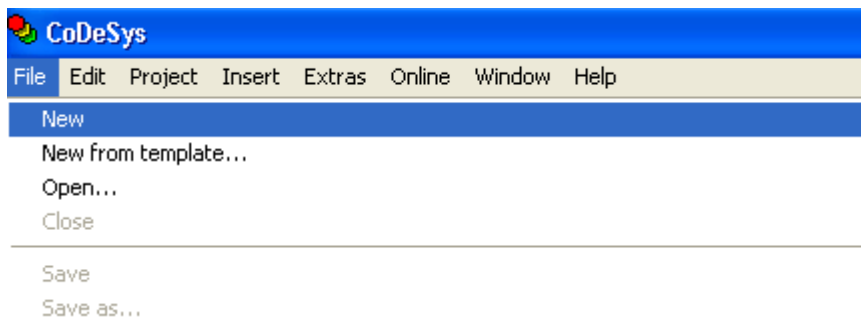 CoDeSys
File Edit Project Insert Extras Online Window Help
New
New from template...
Open...
Close
Save
Save as...